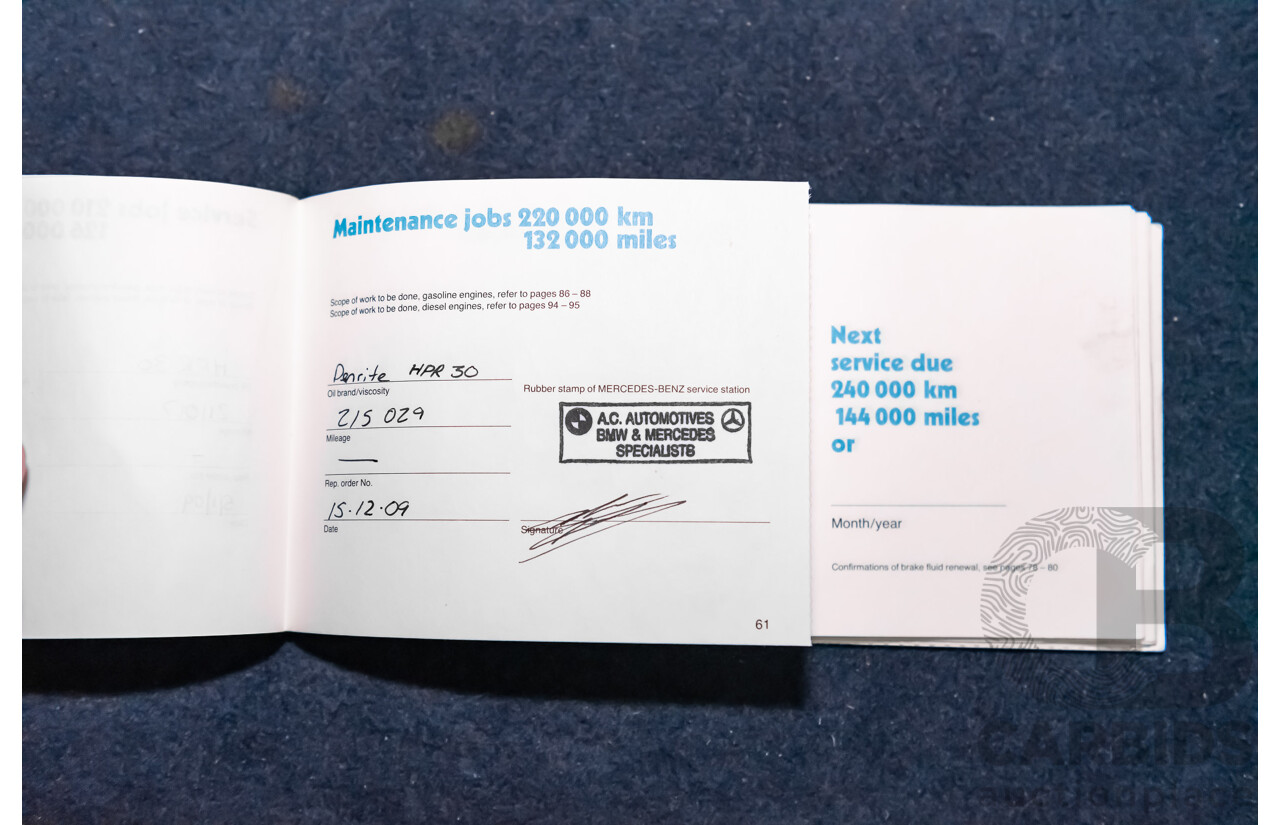 Maintenance jobs 220 000 km
132 000 miles
Scope of work to be done, gasoline engines, refer to pages 86 – 88
Scope of work to be done, diesel engines, refer to pages 94 – 95
Penrite HPR 30
Oil brand/viscosity
215 029
Mileage
—
Rep. order No.
15.12.09
Date
Rubber stamp of MERCEDES-BENZ service station
A.C. AUTOMOTIVES
BMW & MERCEDES
SPECIALISTS
Signature
61
Next
service due
240 000 km
144 000 miles
or
Month/year
Confirmations of brake fluid renewal, see pages 78 – 80
CARBIDS